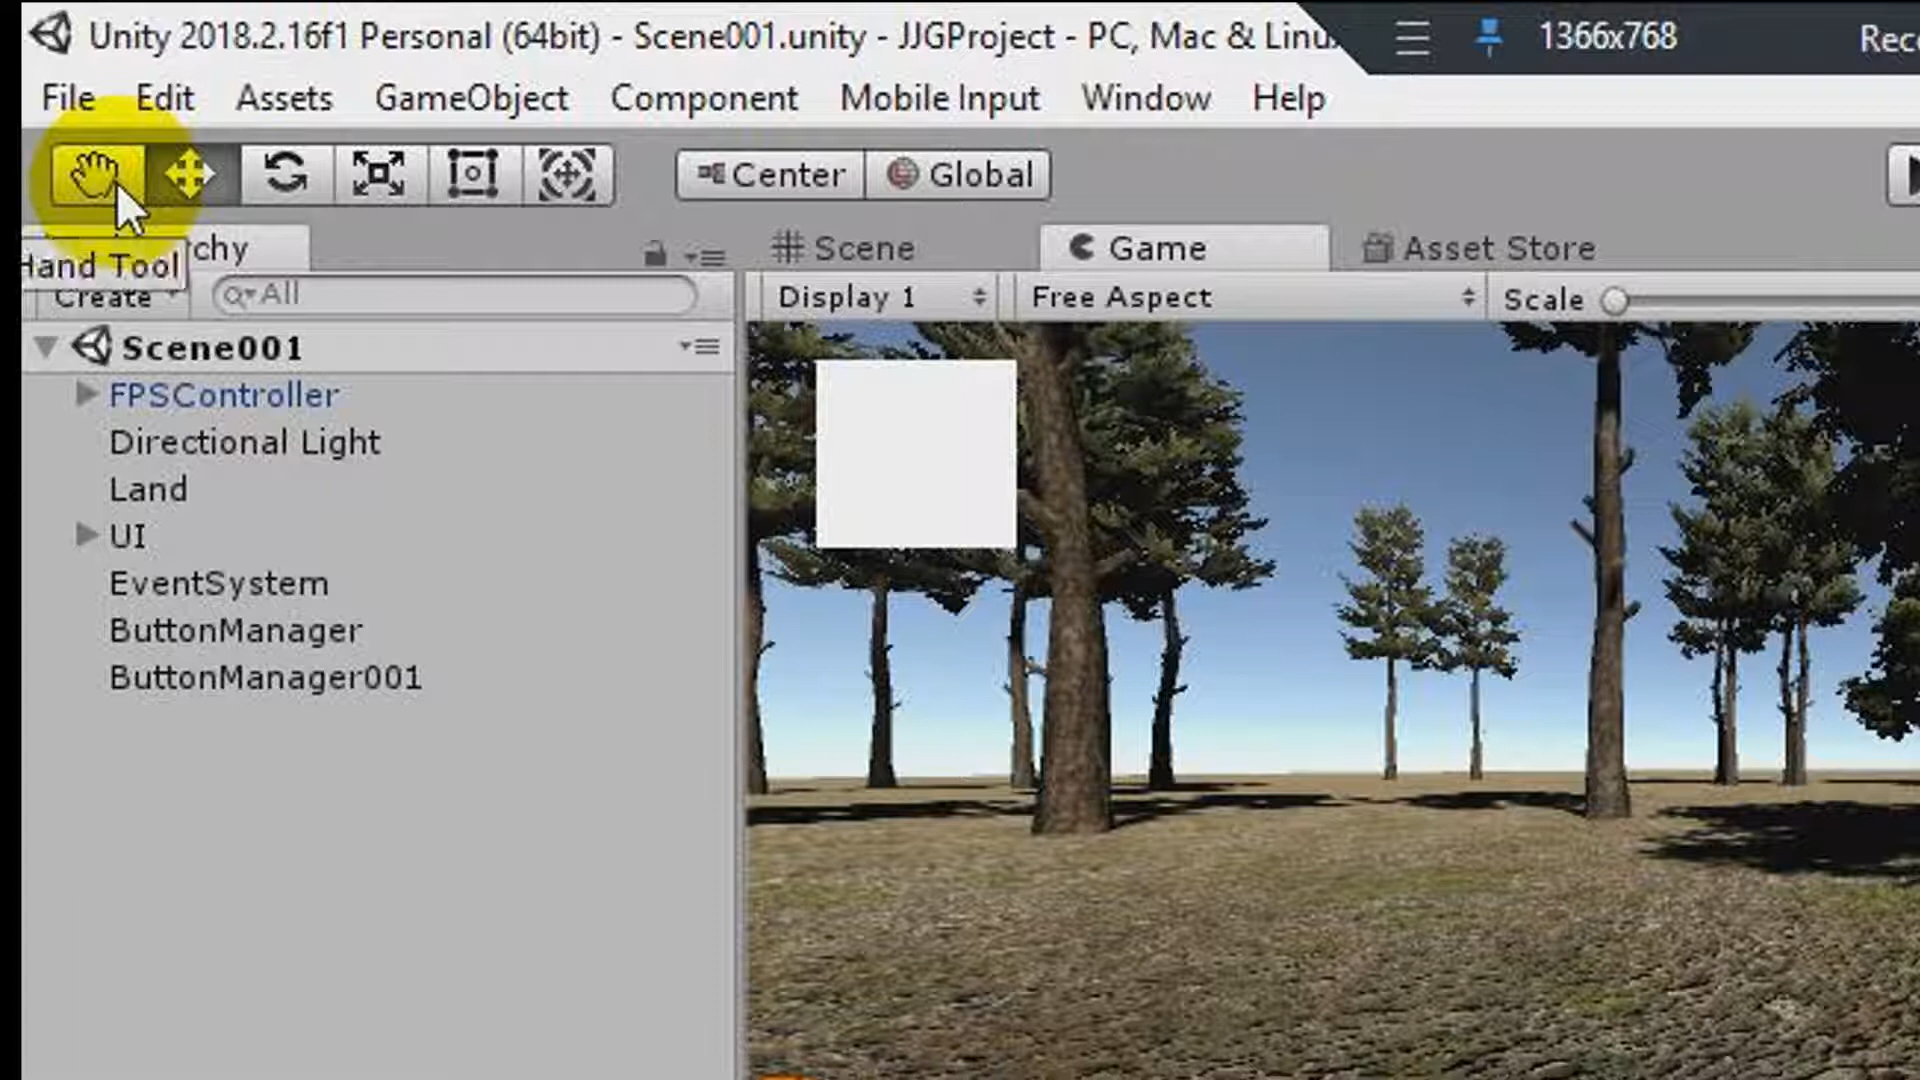 Unity 2018.2.16f1 Personal (64bit) - Scene001.unity - JJGProject - PC, Mac & Linu
1366x768
Rec
File Edit Assets GameObject Component Mobile Input Window Help
Center Global
rchy
Scene Game Asset Store
Hand Tool
Create All
Display 1 Free Aspect Scale
Scene001
FPSController
Directional Light
Land
UI
EventSystem
ButtonManager
ButtonManager001